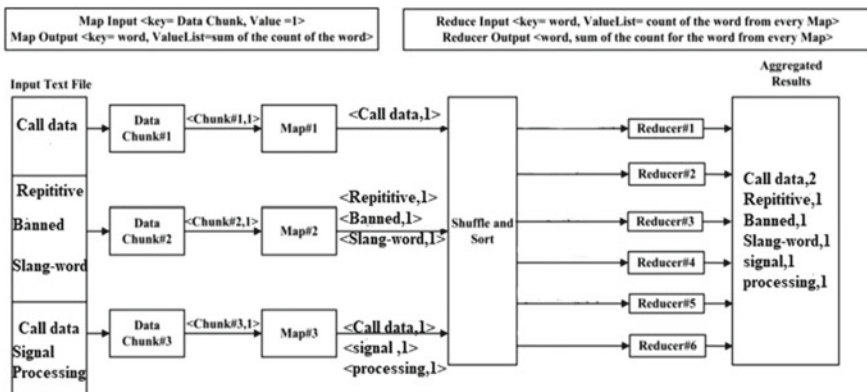 Map Input <key= Data Chunk, Value =1>
Map Output <key= word, ValueList=sum of the count of the word>
Reduce Input <key= word, ValueList= count of the word from every Map>
Reducer Output <word, sum of the count for the word from every Map>
Input Text File
Call data
Repititive
Banned
Slang-word
Call data
Signal
Processing
Data
Chunk#1
Data
Chunk#2
Data
Chunk#3
<Chunk#1,1>
<Chunk#2,1>
<Chunk#3,1>
Map#1
Map#2
Map#3
<Call data,1>
<Repititive,1>
<Banned,1>
<Slang-word,1>
<Call data,1>
<signal ,1>
<processing,1>
Shuffle and
Sort
Reducer#1
Reducer#2
Reducer#3
Reducer#4
Reducer#5
Reducer#6
Aggregated
Results
Call data,2
Repititive,1
Banned,1
Slang-word,1
signal,1
processing,1